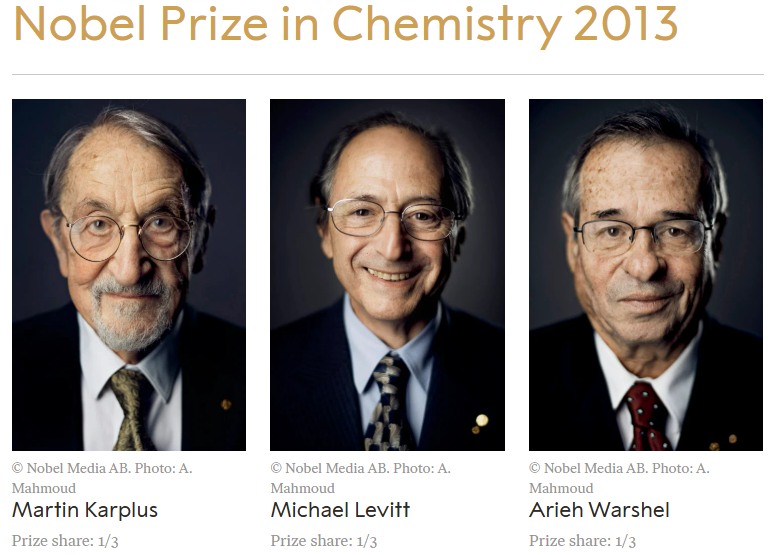 Nobel Prize in Chemistry 2013
© Nobel Media AB. Photo: A.
Mahmoud
Martin Karplus
Prize share: 1/3
© Nobel Media AB. Photo: A.
Mahmoud
Michael Levitt
Prize share: 1/3
© Nobel Media AB. Photo: A.
Mahmoud
Arieh Warshel
Prize share: 1/3